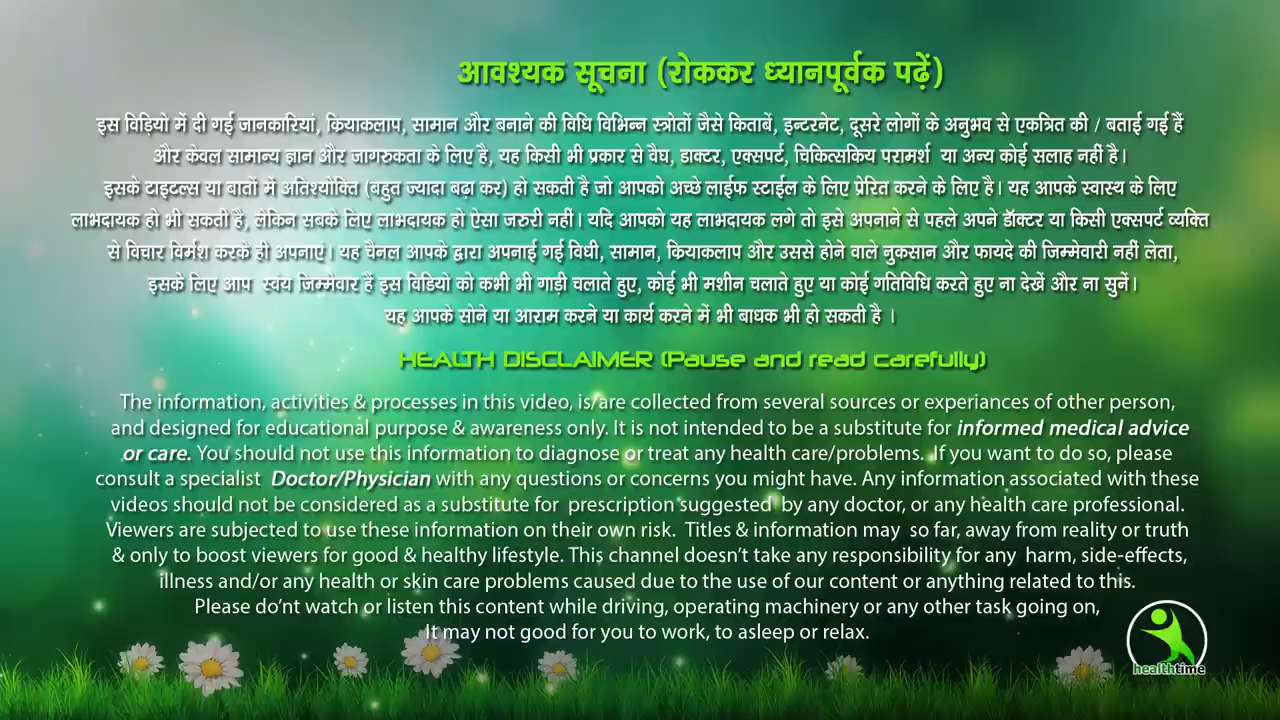 आवश्यक सूचना (रोककर ध्यानपूर्वक पढ़ें)
इस विड़ियो में दी गई जानकारियां, क्रियाकलाप, सामान और बनाने की विधि विभिन्न स्त्रोतों जैसे किताबें, इन्टरनेट, दूसरे लोगों के अनुभव से एकत्रित की / बताई गई हैं
और केवल सामान्य ज्ञान और जागरुकता के लिए है, यह किसी भी प्रकार से वैघ, डाक्टर, एक्सपर्ट, चिकित्सकिय परामर्श या अन्य कोई सलाह नहीं है।
इसके टाइटल्स या बातों में अतिश्योक्ति (बहुत ज्यादा बढ़ा कर) हो सकती है जो आपको अच्छे लाईफ स्टाईल के लिए प्रेरित करने के लिए है। यह आपके स्वास्थ के लिए
लाभदायक हो भी सकती है, लेकिन सबके लिए लाभदायक हो ऐसा जरुरी नहीं। यदि आपको यह लाभदायक लगे तो इसे अपनाने से पहले अपने डॉक्टर या किसी एक्सपर्ट व्यक्ति
से विचार विर्मश करके ही अपनाएं। यह चैनल आपके द्वारा अपनाई गई विधी, सामान, क्रियाकलाप और उससे होने वाले नुकसान और फायदे की जिम्मेवारी नहीं लेता,
इसके लिए आप स्वंय जिम्मेवार हैं इस विडियो को कभी भी गाड़ी चलाते हुए, कोई भी मशीन चलाते हुए या कोई गतिविधि करते हुए ना देखें और ना सुनें।
यह आपके सोने या आराम करने या कार्य करने में भी बाधक भी हो सकती है ।
HEALTH DISCLAIMER (Pause and read carefully)
The information, activities & processes in this video, is/are collected from several sources or experiances of other person,
and designed for educational purpose & awareness only. It is not intended to be a substitute for informed medical advice
or care. You should not use this information to diagnose or treat any health care/problems. If you want to do so, please
consult a specialist Doctor/Physician with any questions or concerns you might have. Any information associated with these
videos should not be considered as a substitute for prescription suggested by any doctor, or any health care professional.
Viewers are subjected to use these information on their own risk. Titles & information may so far, away from reality or truth
& only to boost viewers for good & healthy lifestyle. This channel doesn't take any responsibility for any harm, side-effects,
illness and/or any health or skin care problems caused due to the use of our content or anything related to this.
Please do'nt watch or listen this content while driving, operating machinery or any other task going on,
It may not good for you to work, to asleep or relax.
healthtime